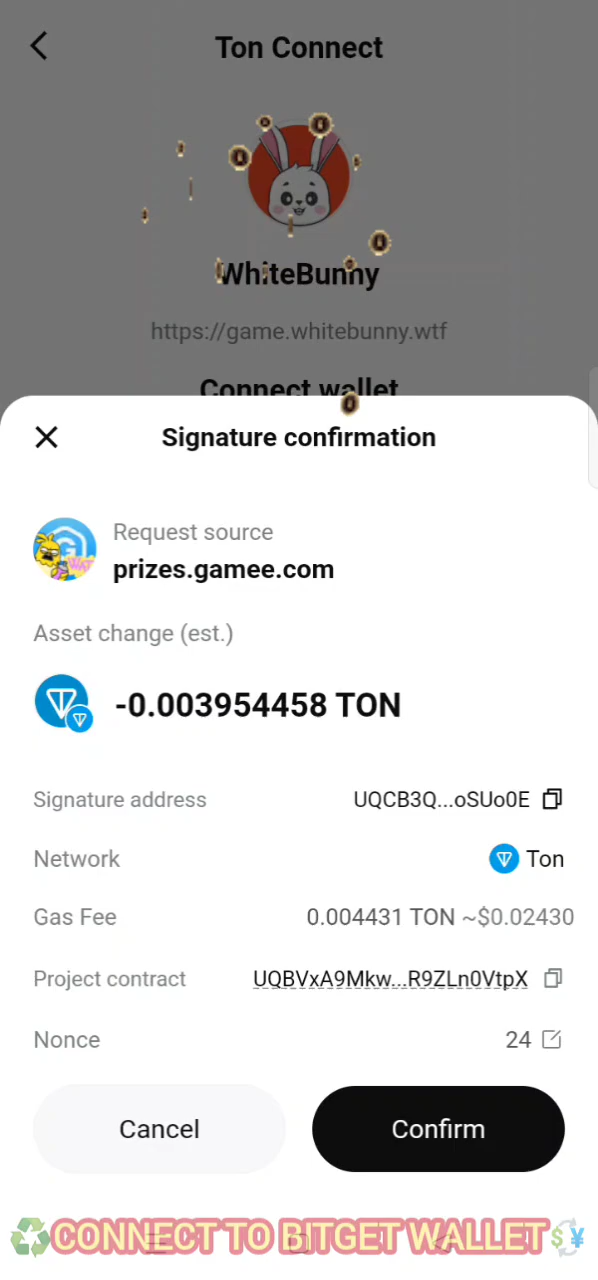 Ton Connect
WhiteBunny
https://game.whitebunny.wtf
Connect wallet
Signature confirmation
Request source
prizes.gamee.com
Asset change (est.)
-0.003954458 TON
Signature address UQCB3Q...oSUo0E
Network Ton
Gas Fee 0.004431 TON ~$0.02430
Project contract UQBVxA9Mkw...R9ZLn0VtpX
Nonce 24
Cancel Confirm
♻️CONNECT TO BITGET WALLET💱